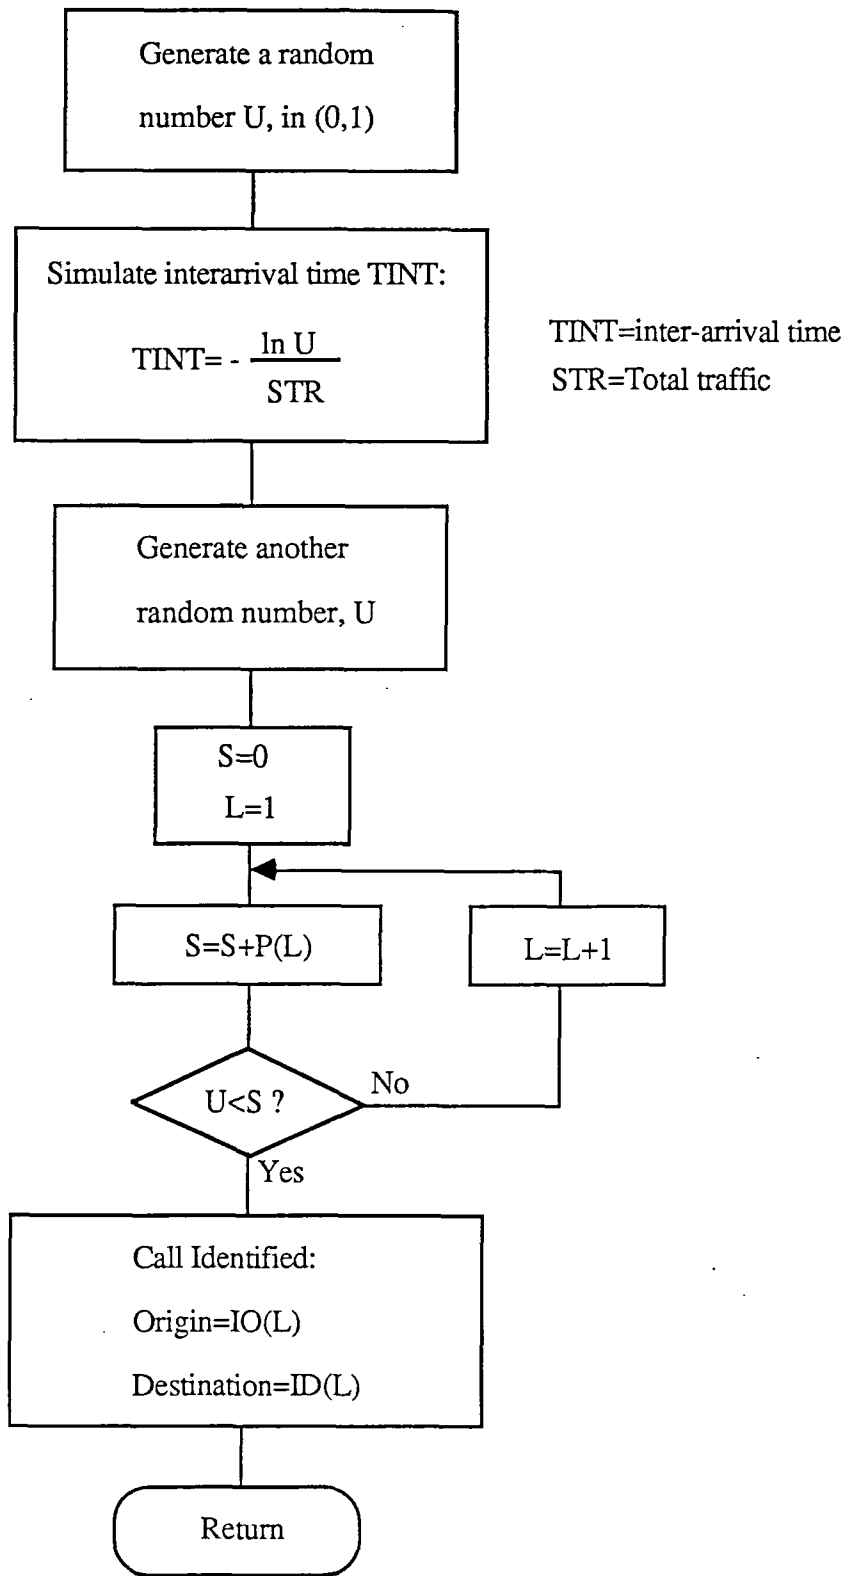 Generate a random
number U, in (0,1)
Simulate interarrival time TINT:
TINT= - ln U / STR
TINT=inter-arrival time
STR=Total traffic
Generate another
random number, U
S=0
L=1
S=S+P(L)
L=L+1
U<S ?
No
Yes
Call Identified:
Origin=IO(L)
Destination=ID(L)
Return